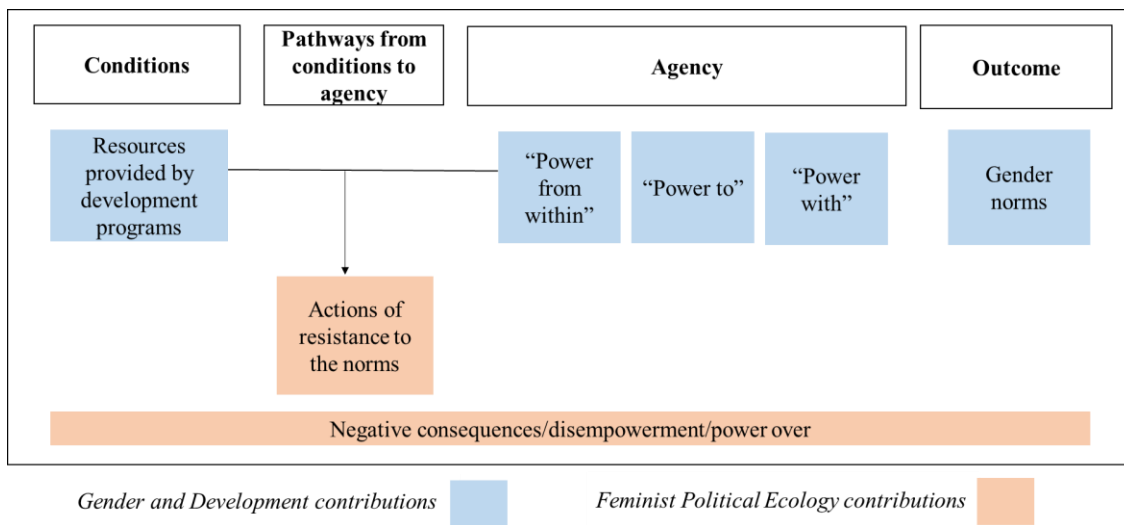 Conditions
Pathways from
conditions to
agency
Agency
Outcome
Resources
provided by
development
programs
“Power
from
within”
“Power to”
“Power
with”
Gender
norms
Actions of
resistance to
the norms
Negative consequences/disempowerment/power over
Gender and Development contributions
Feminist Political Ecology contributions